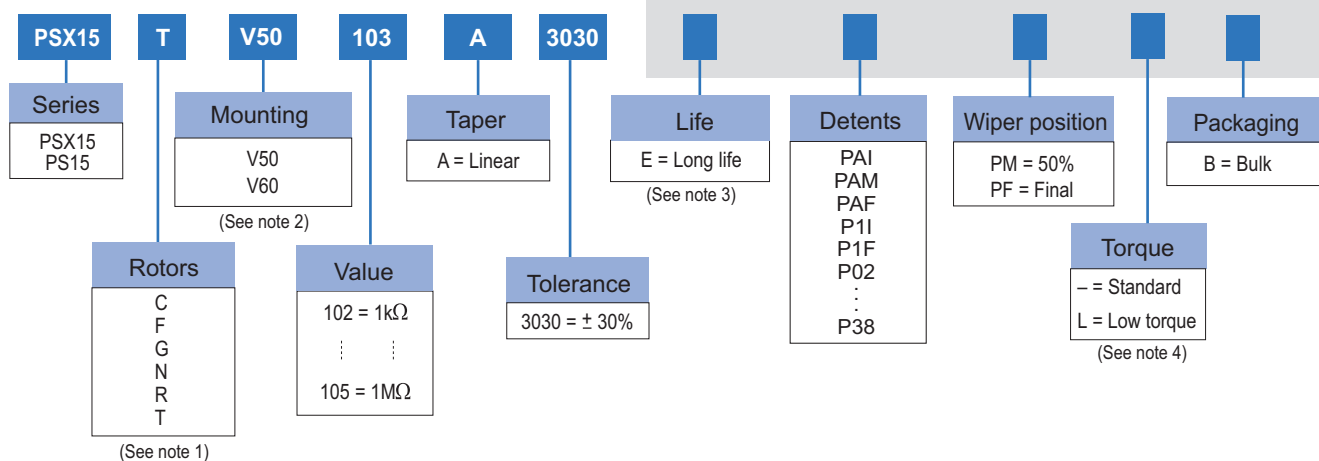 PSX15 T V50 103 A 3030
Series
PSX15
PS15
Mounting
V50
V60
(See note 2)
Taper
A = Linear
Life
E = Long life
(See note 3)
Detents
PAI
PAM
PAF
P1I
P1F
P02
:
:
P38
Wiper position
PM = 50%
PF = Final
Packaging
B = Bulk
Rotors
C
F
G
N
R
T
(See note 1)
Value
102 = 1kΩ
105 = 1MΩ
Tolerance
3030 = ± 30%
Torque
– = Standard
L = Low torque
(See note 4)